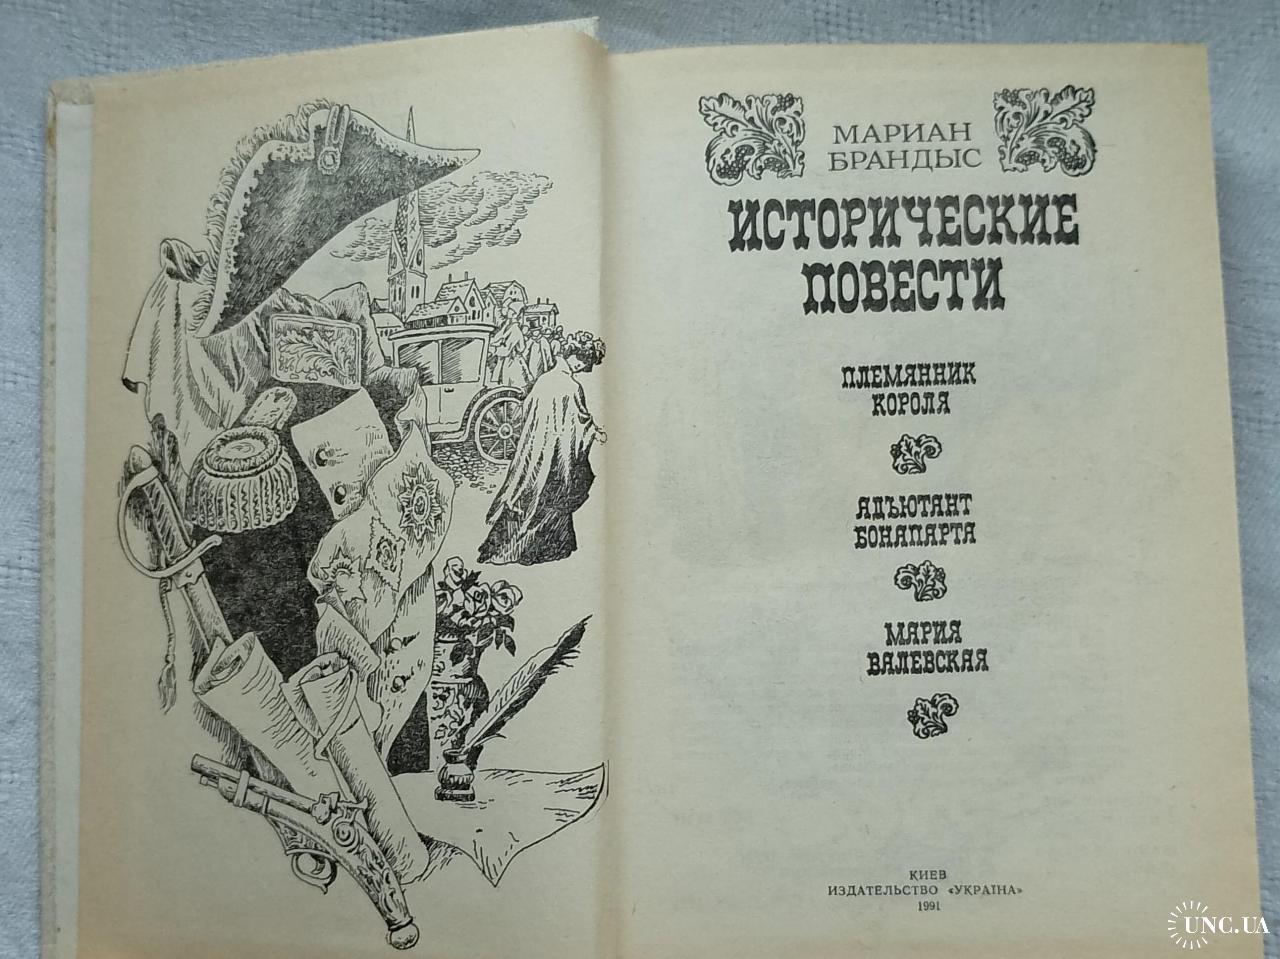 МАРИАН
БРАНДЫС
ИСТОРИЧЕСКИЕ
ПОВЕСТИ
ПЛЕМЯННИК
КОРОЛЯ
АДЪЮТАНТ
БОНАПАРТА
МАРИЯ
ВАЛЕВСКАЯ
КИЕВ
ИЗДАТЕЛЬСТВО «УКРАЇНА»
1991
UNC.UA